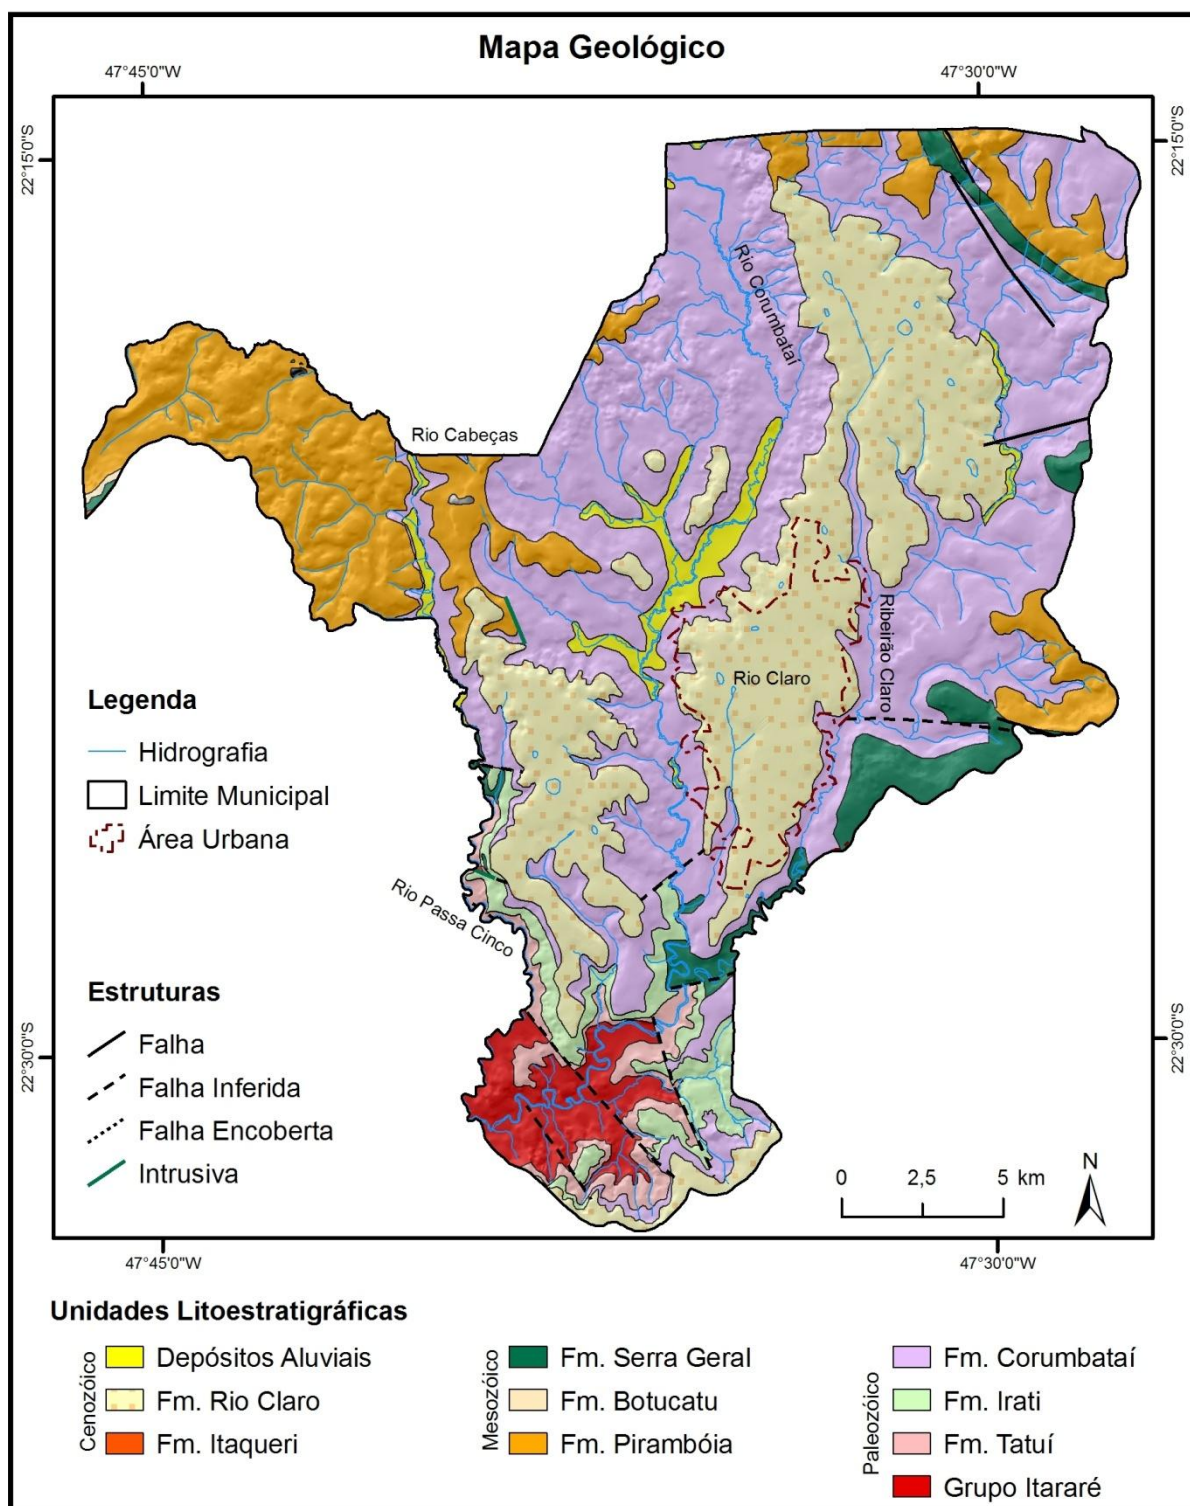 Mapa Geológico
47°45'0"W
47°30'0"W
22°15'0"S
22°15'0"S
Rio Corumbataí
Rio Cabeças
Ribeirão Claro
Rio Claro
Legenda
Hidrografia
Limite Municipal
Área Urbana
Rio Passa Cinco
Estruturas
Falha
Falha Inferida
Falha Encoberta
Intrusiva
22°30'0"S
22°30'0"S
0 2,5 5 km
N
47°45'0"W
47°30'0"W
Unidades Litoestratigráficas
Cenozóico
Depósitos Aluviais
Fm. Rio Claro
Fm. Itaqueri
Mesozóico
Fm. Serra Geral
Fm. Botucatu
Fm. Pirambóia
Paleozóico
Fm. Corumbataí
Fm. Irati
Fm. Tatuí
Grupo Itararé